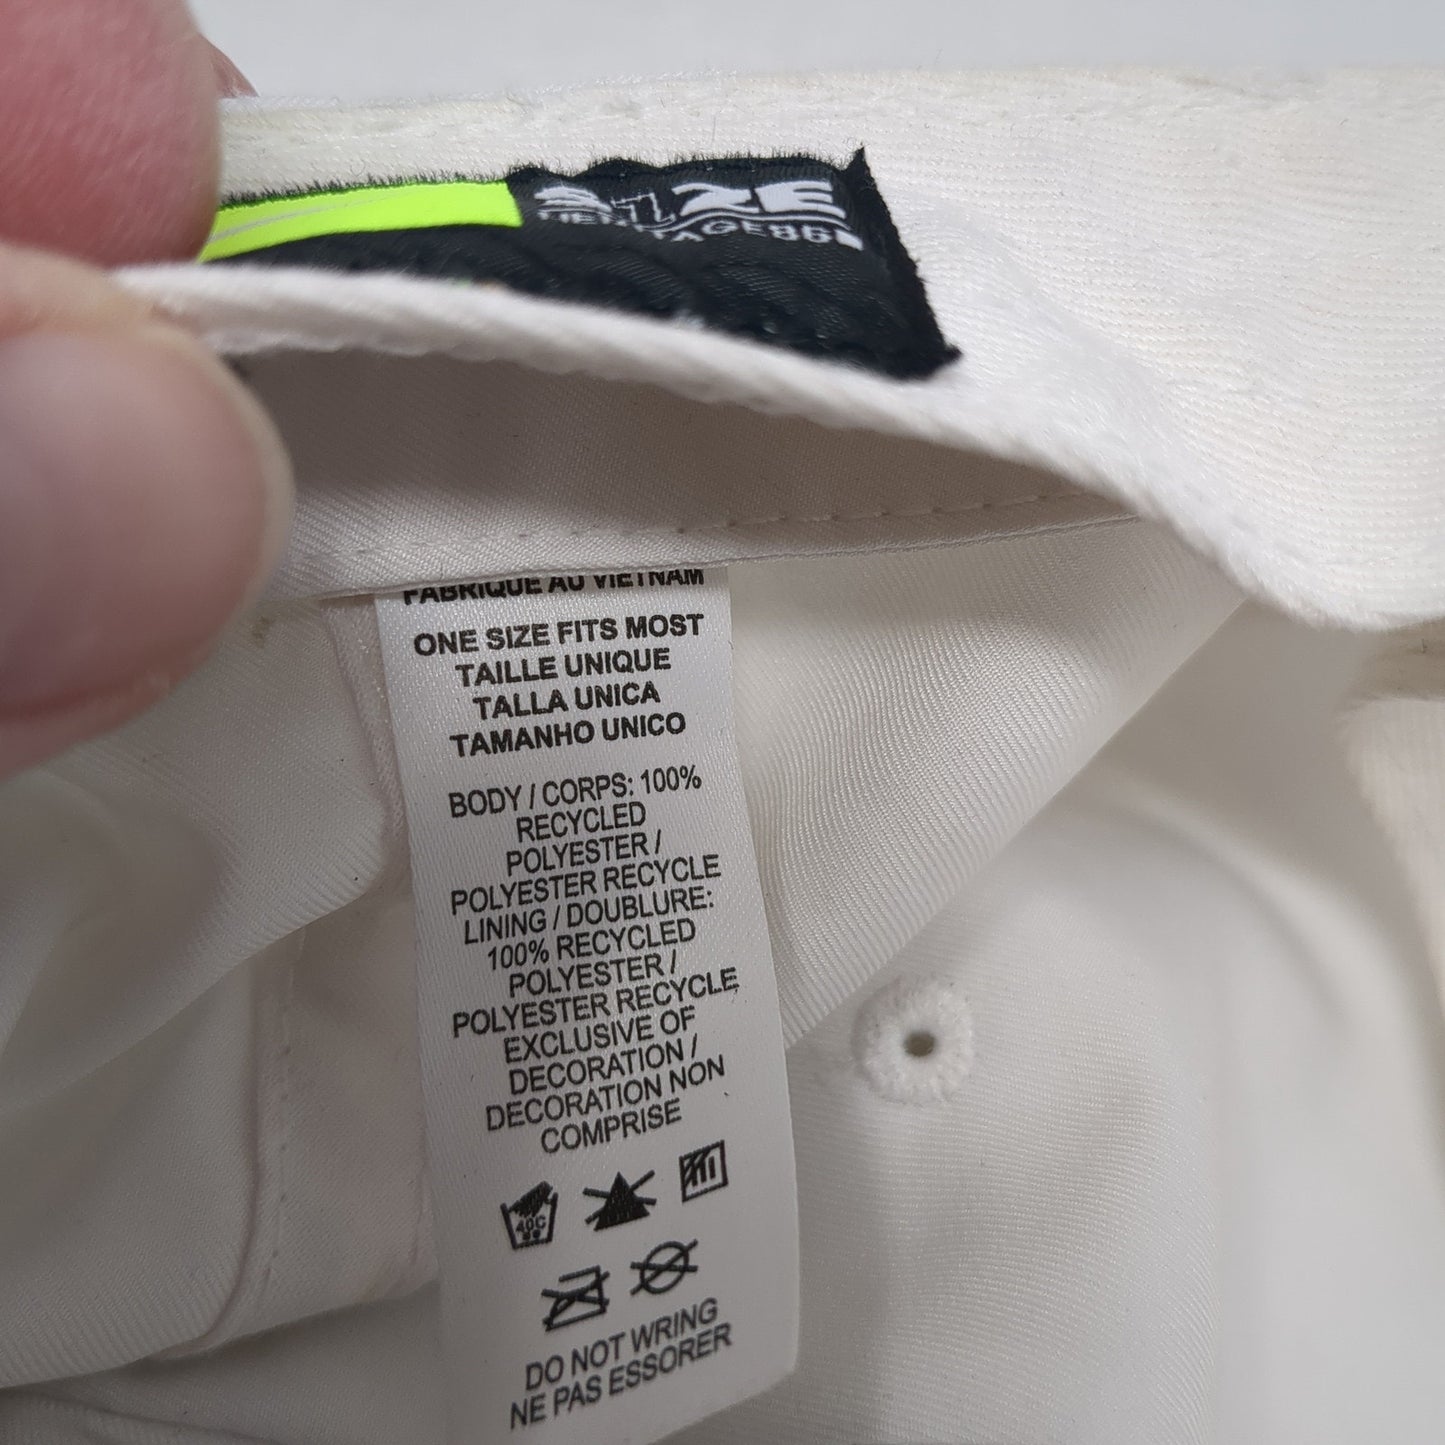 SIZE
HERITAGE86
FABRIQUE AU VIETNAM
ONE SIZE FITS MOST
TAILLE UNIQUE
TALLA UNICA
TAMANHO UNICO
BODY / CORPS: 100%
RECYCLED
POLYESTER /
POLYESTER RECYCLE
LINING / DOUBLURE:
100% RECYCLED
POLYESTER /
POLYESTER RECYCLE
EXCLUSIVE OF
DECORATION /
DECORATION NON
COMPRISE
40C
DO NOT WRING
NE PAS ESSORER